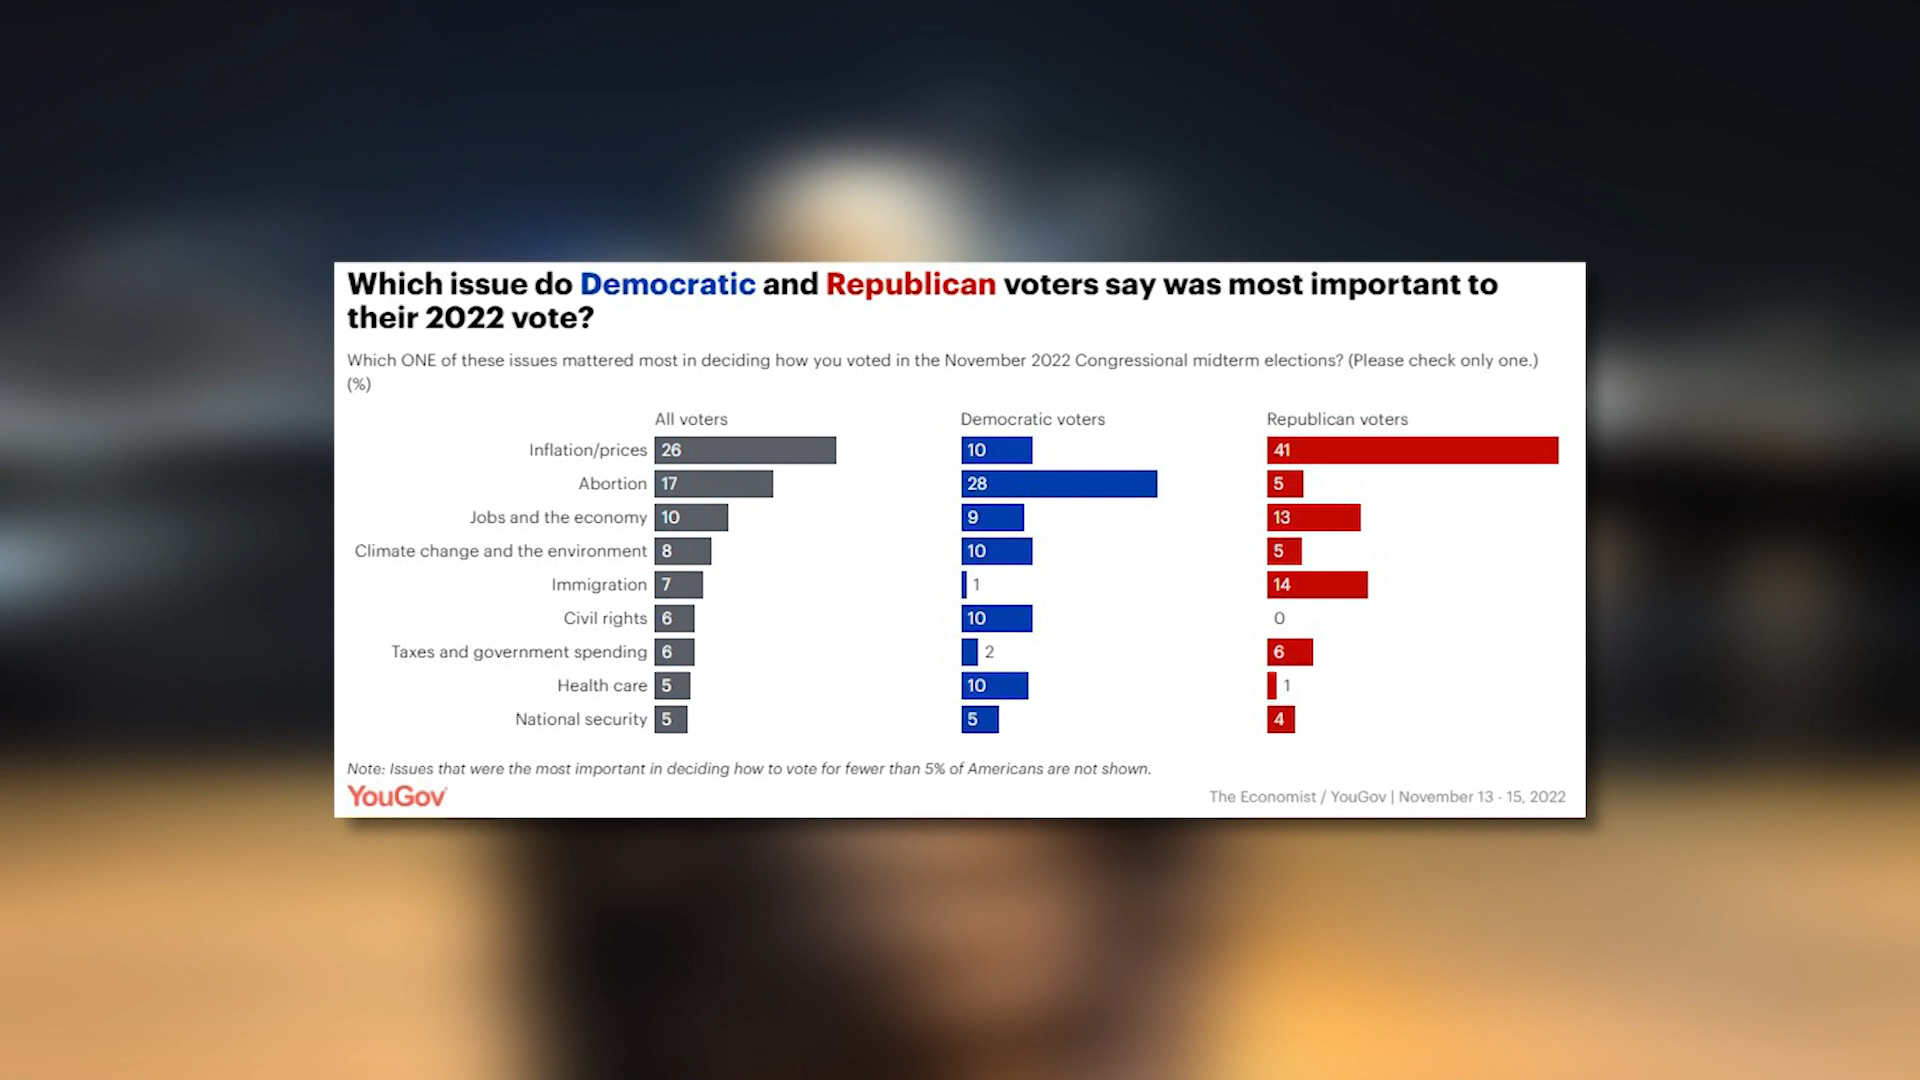 Which issue do Democratic and Republican voters say was most important to
their 2022 vote?
Which ONE of these issues mattered most in deciding how you voted in the November 2022 Congressional midterm elections? (Please check only one.)
(%)
All voters Democratic voters Republican voters
Inflation/prices 26 10 41
Abortion 17 28 5
Jobs and the economy 10 9 13
Climate change and the environment 8 10 5
Immigration 7 1 14
Civil rights 6 10 0
Taxes and government spending 6 2 6
Health care 5 10 1
National security 5 5 4
Note: Issues that were the most important in deciding how to vote for fewer than 5% of Americans are not shown.
YouGov The Economist / YouGov | November 13 - 15, 2022